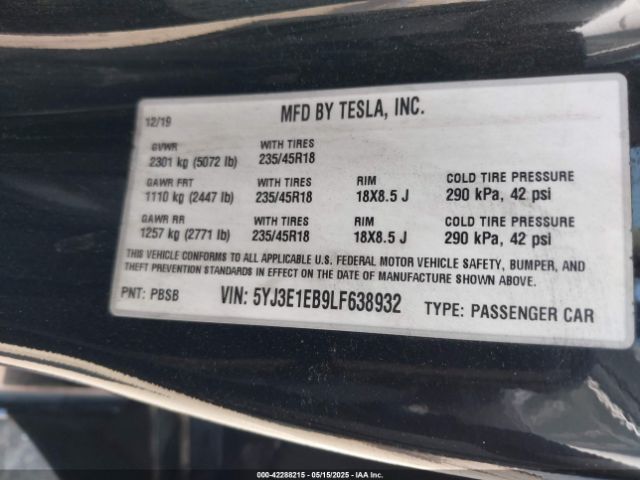 MFD BY TESLA, INC.
12/19
GVWR WITH TIRES
2301 kg (5072 lb) 235/45R18
GAWR FRT WITH TIRES RIM COLD TIRE PRESSURE
1110 kg (2447 lb) 235/45R18 18X8.5 J 290 kPa, 42 psi
GAWR RR WITH TIRES RIM COLD TIRE PRESSURE
1257 kg (2771 lb) 235/45R18 18X8.5 J 290 kPa, 42 psi
THIS VEHICLE CONFORMS TO ALL APPLICABLE U.S. FEDERAL MOTOR VEHICLE SAFETY, BUMPER, AND
THEFT PREVENTION STANDARDS IN EFFECT ON THE DATE OF MANUFACTURE SHOWN ABOVE.
PNT: PBSB VIN: 5YJ3E1EB9LF638932 TYPE: PASSENGER CAR
000-42288215 - 05/15/2025 - IAA Inc.